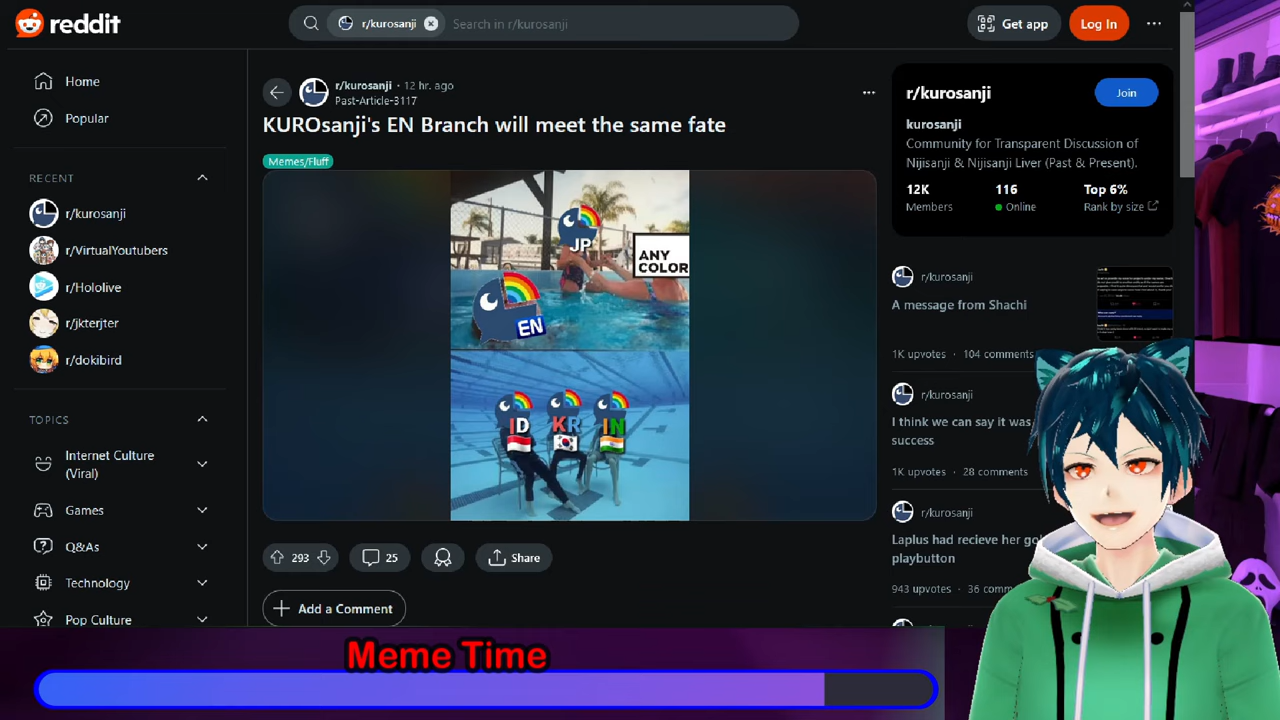 reddit
r/kurosanji
Search in r/kurosanji
Get app
Log In
Home
Popular
RECENT
r/kurosanji
r/VirtualYoutubers
r/Hololive
r/jkterjter
r/dokibird
TOPICS
Internet Culture
(Viral)
Games
Q&As
Technology
Pop Culture
r/kurosanji • 12 hr. ago
Past-Article-3117
KUROsanji's EN Branch will meet the same fate
Memes/Fluff
JP
ANY
COLOR
EN
ID
KR
IN
293
25
Share
Add a Comment
r/kurosanji
Join
kurosanji
Community for Transparent Discussion of
Nijisanji & Nijisanji Liver (Past & Present).
12K
116
Top 6%
Members
Online
Rank by size
r/kurosanji
A message from Shachi
1K upvotes • 104 comments
r/kurosanji
I think we can say it was
success
1K upvotes • 28 comments
r/kurosanji
Laplus had recieve her
playbutton
943 upvotes • 36
Meme Time